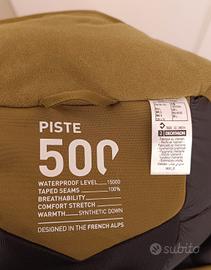 PISTE
500
WATERPROOF LEVEL 15000
TAPED SEAMS 100%
BREATHABILITY
COMFORT STRETCH
WARMTH SYNTHETIC DOWN
DESIGNED IN THE FRENCH ALPS
DECATHLON
subito